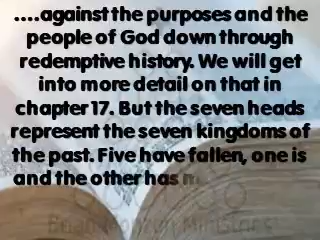 ....against the purposes and the
people of God down through
redemptive history. We will get
into more detail on that in
chapter 17. But the seven heads
represent the seven kingdoms of
the past. Five have fallen, one is
and the other has
Ministries